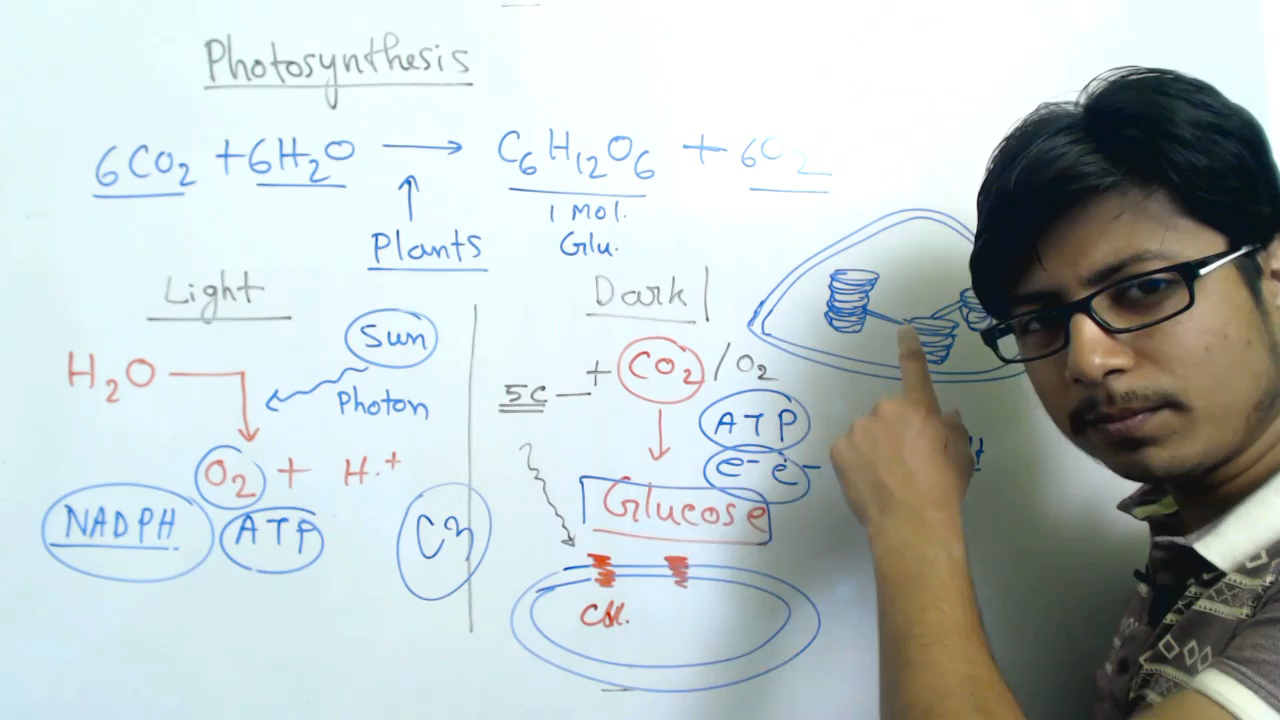 Photosynthesis
6CO2 + 6H2O → C6H12O6 + 6O2
Plants
1 Mol.
Glu.
Light
Sun
Photon
H2O
O2 + H.+
NADPH
ATP
C3
Dark
5C — + CO2 / O2
ATP
e- e-
Glucose